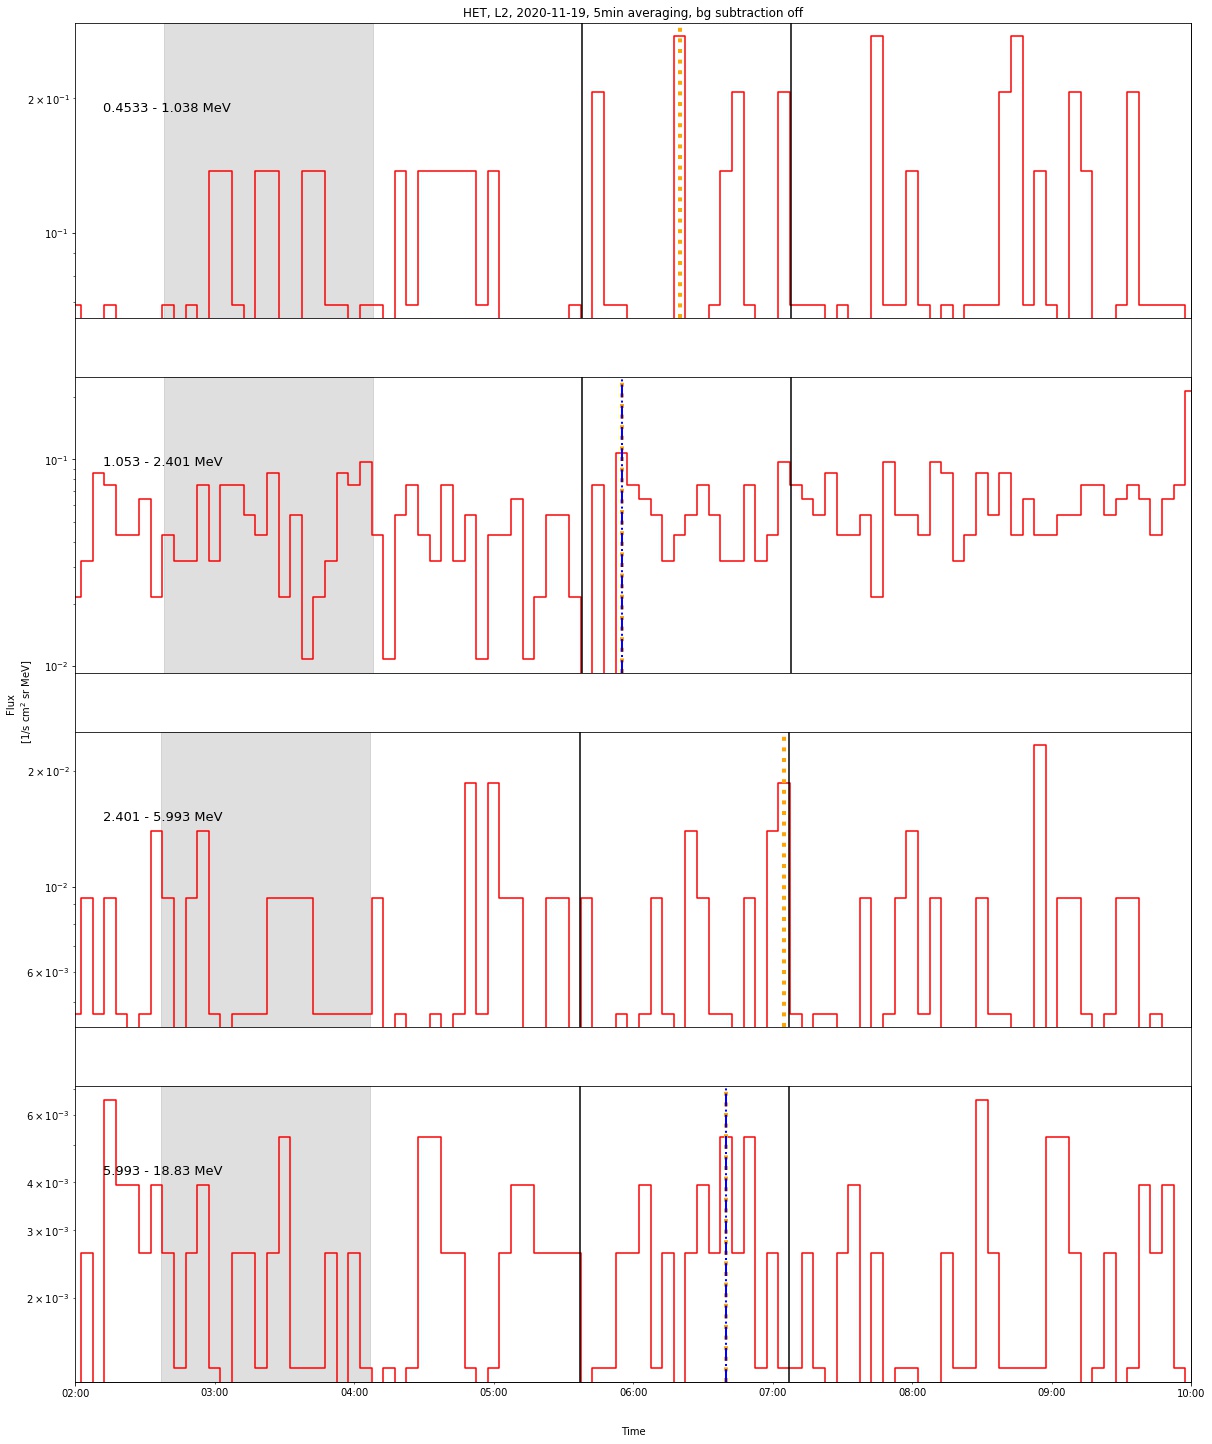 HET, L2, 2020-11-19, 5min averaging, bg subtraction off
2 × 10⁻¹
0.4533 - 1.038 MeV
10⁻¹
10⁻¹
1.053 - 2.401 MeV
10⁻²
Flux
[1/s cm² sr MeV]
2 × 10⁻²
2.401 - 5.993 MeV
10⁻²
6 × 10⁻³
6 × 10⁻³
5.993 - 18.83 MeV
4 × 10⁻³
3 × 10⁻³
2 × 10⁻³
02:00 03:00 04:00 05:00 06:00 07:00 08:00 09:00 10:00
Time